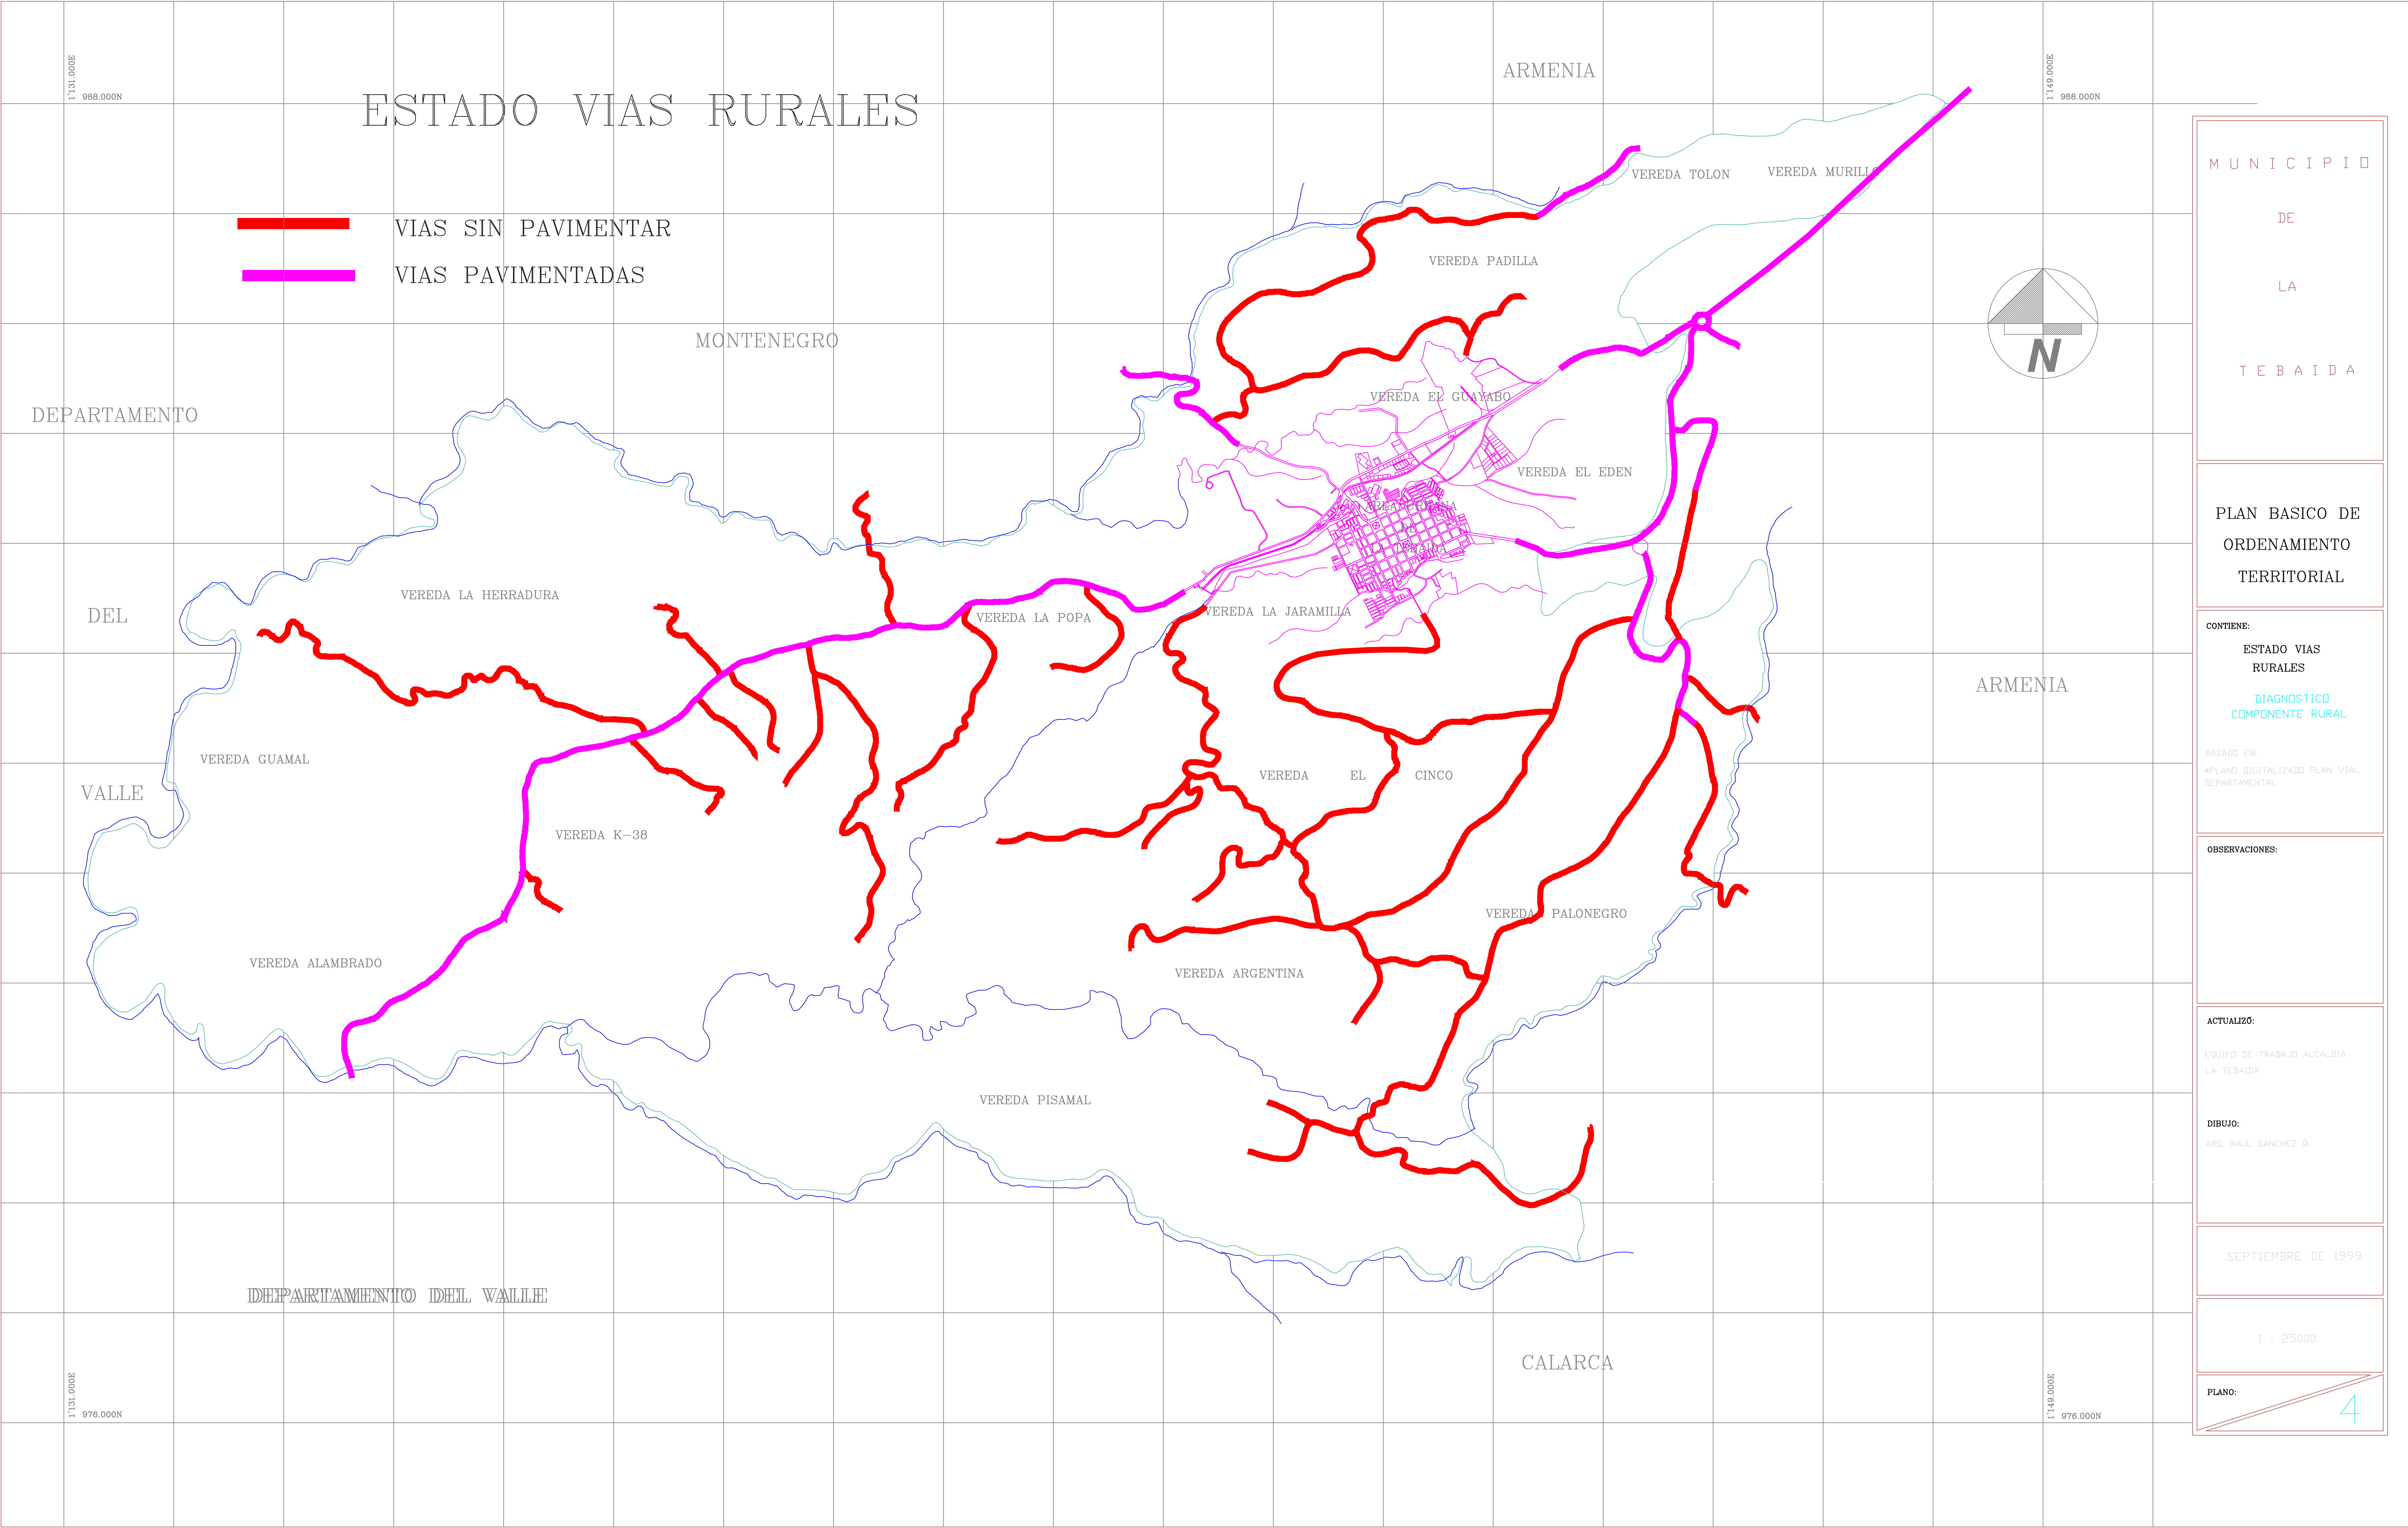 1'131.000E
988.000N
ESTADO VIAS RURALES
ARMENIA
1'149.000E
988.000N
VIAS SIN PAVIMENTAR
VIAS PAVIMENTADAS
MONTENEGRO
DEPARTAMENTO
DEL
VALLE
VEREDA TOLON
VEREDA MURILLO
VEREDA PADILLA
VEREDA EL GUAYABO
VEREDA EL EDEN
AREA URBANA
DE
LA TEBAIDA
N
VEREDA LA HERRADURA
VEREDA LA POPA
VEREDA LA JARAMILLA
ARMENIA
VEREDA GUAMAL
VEREDA EL CINCO
VEREDA K-38
VEREDA PALONEGRO
VEREDA ALAMBRADO
VEREDA ARGENTINA
VEREDA PISAMAL
DEPARTAMENTO DEL VALLE
CALARCA
1'131.000E
976.000N
1'149.000E
976.000N
MUNICIPIO
DE
LA
TEBAIDA
PLAN BASICO DE
ORDENAMIENTO
TERRITORIAL
CONTIENE:
ESTADO VIAS
RURALES
DIAGNOSTICO
COMPONENTE RURAL
BASADO EN:
*PLANO DIGITALIZADO PLAN VIAL
DEPARTAMENTAL
OBSERVACIONES:
ACTUALIZÓ:
EQUIPO DE TRABAJO ALCALDIA
LA TEBAIDA
DIBUJO:
ARQ. RAUL SANCHEZ G.
SEPTIEMBRE DE 1999
1 : 25000
PLANO:
4